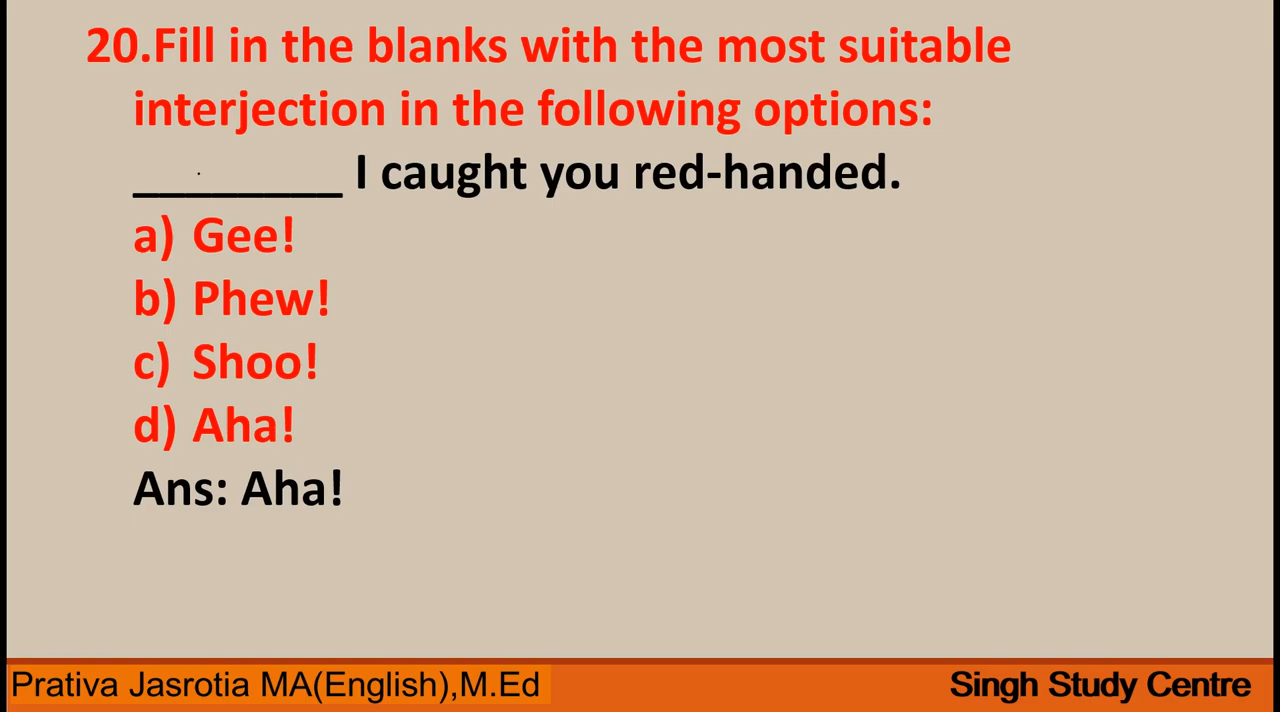 20.Fill in the blanks with the most suitable
interjection in the following options:
________ I caught you red-handed.
a) Gee!
b) Phew!
c) Shoo!
d) Aha!
Ans: Aha!
Prativa Jasrotia MA(English),M.Ed
Singh Study Centre